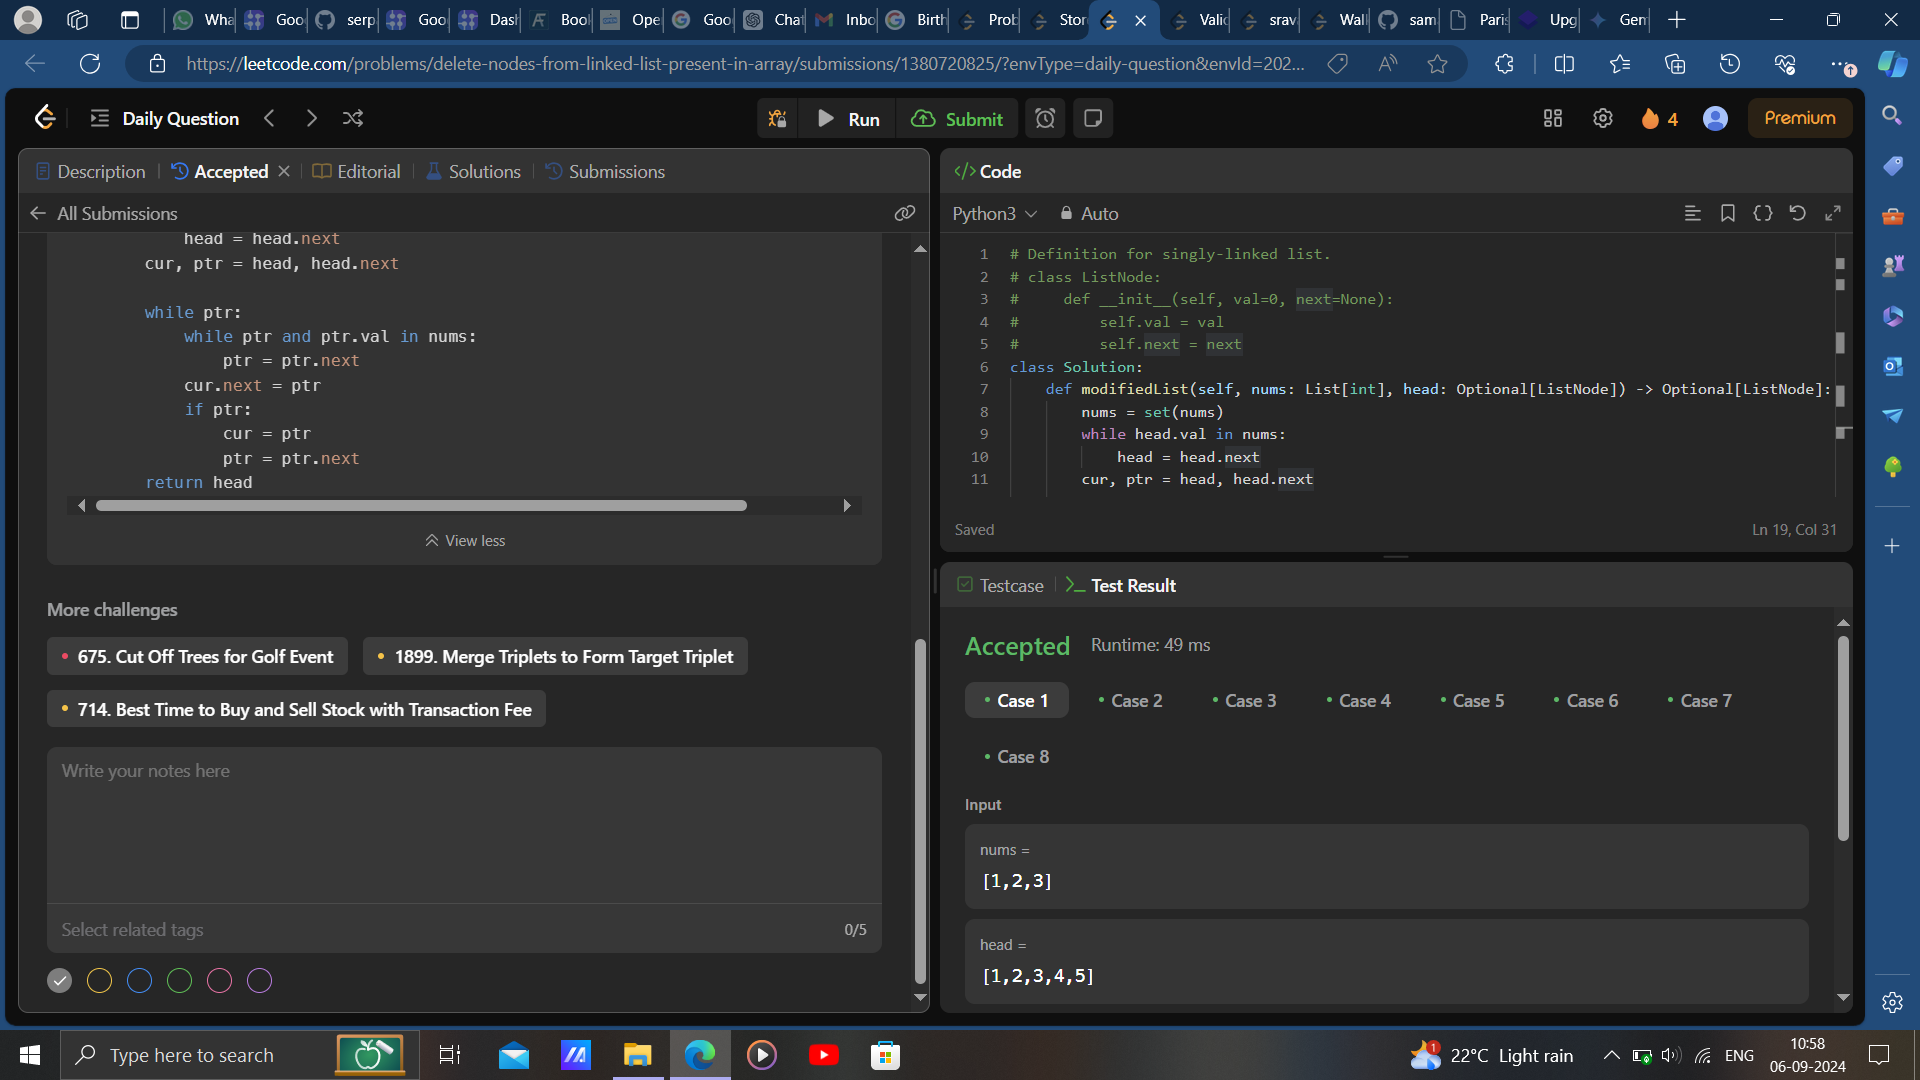 Wha
Goo
serp
Goo
Dash
Book
Ope
Goo
Chat
Inbo
Birth
Prob
Stor
Valid
srava
Walk
sam
Paris
Upg
Gem
https://leetcode.com/problems/delete-nodes-from-linked-list-present-in-array/submissions/1380720825/?envType=daily-question&envId=202...
Daily Question
Run
Submit
4
Premium
Description
Accepted
Editorial
Solutions
Submissions
All Submissions
head = head.next
cur, ptr = head, head.next
while ptr:
while ptr and ptr.val in nums:
ptr = ptr.next
cur.next = ptr
if ptr:
cur = ptr
ptr = ptr.next
return head
View less
More challenges
675. Cut Off Trees for Golf Event
1899. Merge Triplets to Form Target Triplet
714. Best Time to Buy and Sell Stock with Transaction Fee
Write your notes here
Select related tags
0/5
</> Code
Python3
Auto
1 # Definition for singly-linked list.
2 # class ListNode:
3 # def __init__(self, val=0, next=None):
4 # self.val = val
5 # self.next = next
6 class Solution:
7 def modifiedList(self, nums: List[int], head: Optional[ListNode]) -> Optional[ListNode]:
8 nums = set(nums)
9 while head.val in nums:
10 head = head.next
11 cur, ptr = head, head.next
Saved
Ln 19, Col 31
Testcase
Test Result
Accepted
Runtime: 49 ms
Case 1
Case 2
Case 3
Case 4
Case 5
Case 6
Case 7
Case 8
Input
nums =
[1,2,3]
head =
[1,2,3,4,5]
Type here to search
1
22°C Light rain
ENG
10:58
06-09-2024